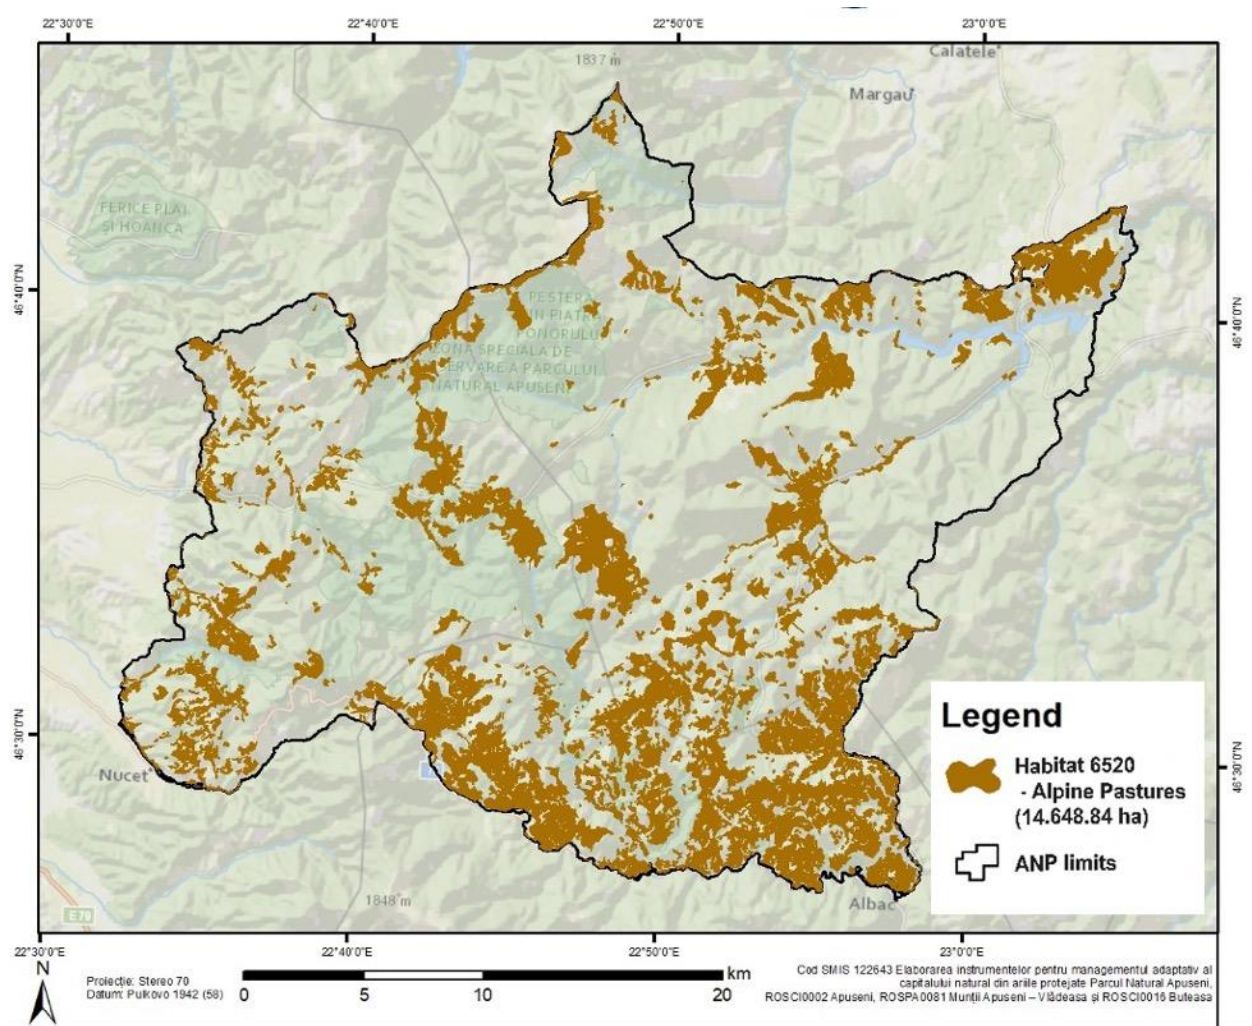 22°30'0"E 22°40'0"E 22°50'0"E 23°0'0"E
Calatele
1837 m
Margau
FERICE PLAI
ȘI HOANCA
46°40'0"N
46°40'0"N
PEȘTERA
DIN PIATRA
PONORULUI
ZONA SPECIALA DE
CONSERVARE A PARCULUI
NATURAL APUSENI
46°30'0"N
46°30'0"N
Nucet
1848 m
Albac
E79
Legend
Habitat 6520
- Alpine Pastures
(14.648.84 ha)
ANP limits
22°30'0"E 22°40'0"E 22°50'0"E 23°0'0"E
N
Proiecție: Stereo 70
Datum: Pulkovo 1942 (58)
km
0 5 10 20
Cod SMIS 122643 Elaborarea instrumentelor pentru managementul adaptativ al
capitalului natural din ariile protejate Parcul Natural Apuseni,
ROSCI0002 Apuseni, ROSPA0081 Munții Apuseni – Vlădeasa și ROSCI0016 Buteasa